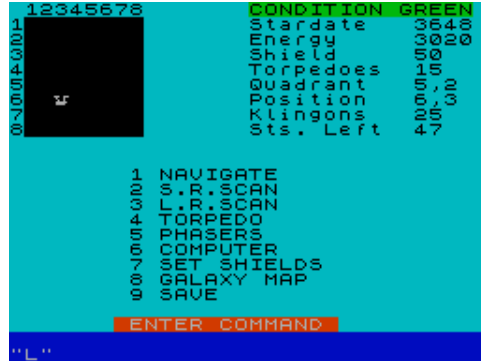 12345678 CONDITION GREEN
1 Stardate 3648
2 Energy 3020
3 Shield 50
4 Torpedoes 15
5 Quadrant 5,2
6 Position 6,3
7 Klingons 25
8 Sts. Left 47
1 NAVIGATE
2 S.R.SCAN
3 L.R.SCAN
4 TORPEDO
5 PHASERS
6 COMPUTER
7 SET SHIELDS
8 GALAXY MAP
9 SAVE
ENTER COMMAND
"L"